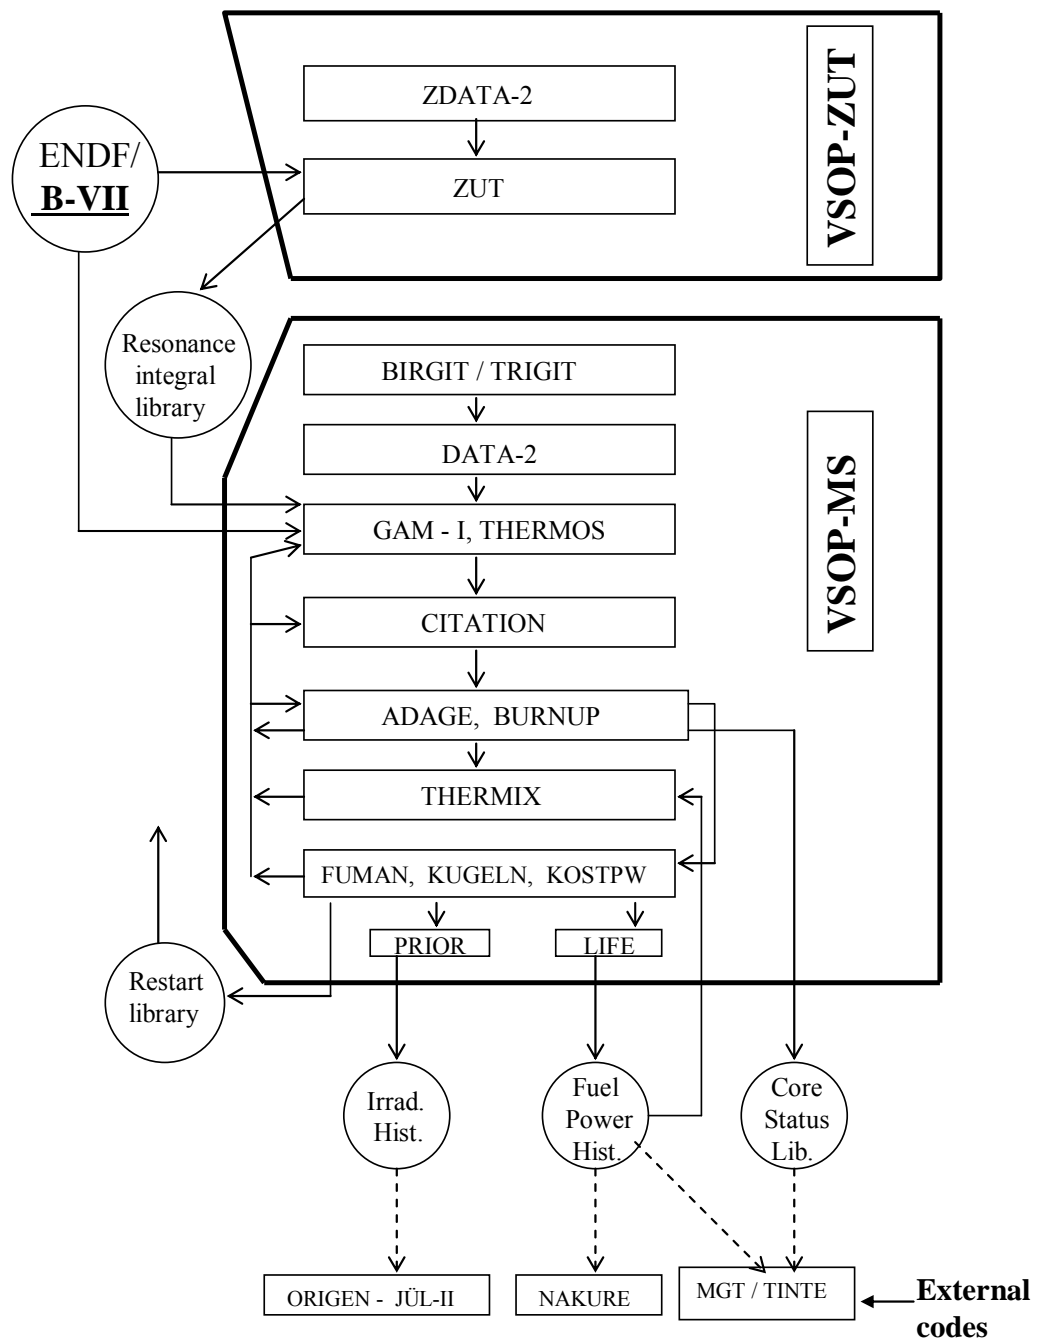 ZDATA-2
VSOP-ZUT
ENDF/
B-VII
ZUT
Resonance
integral
library
BIRGIT / TRIGIT
DATA-2
VSOP-MS
GAM - I, THERMOS
CITATION
ADAGE, BURNUP
THERMIX
FUMAN, KUGELN, KOSTPW
PRIOR
LIFE
Restart
library
Irrad.
Hist.
Fuel
Power
Hist.
Core
Status
Lib.
ORIGEN - JÜL-II
NAKURE
MGT / TINTE
External
codes